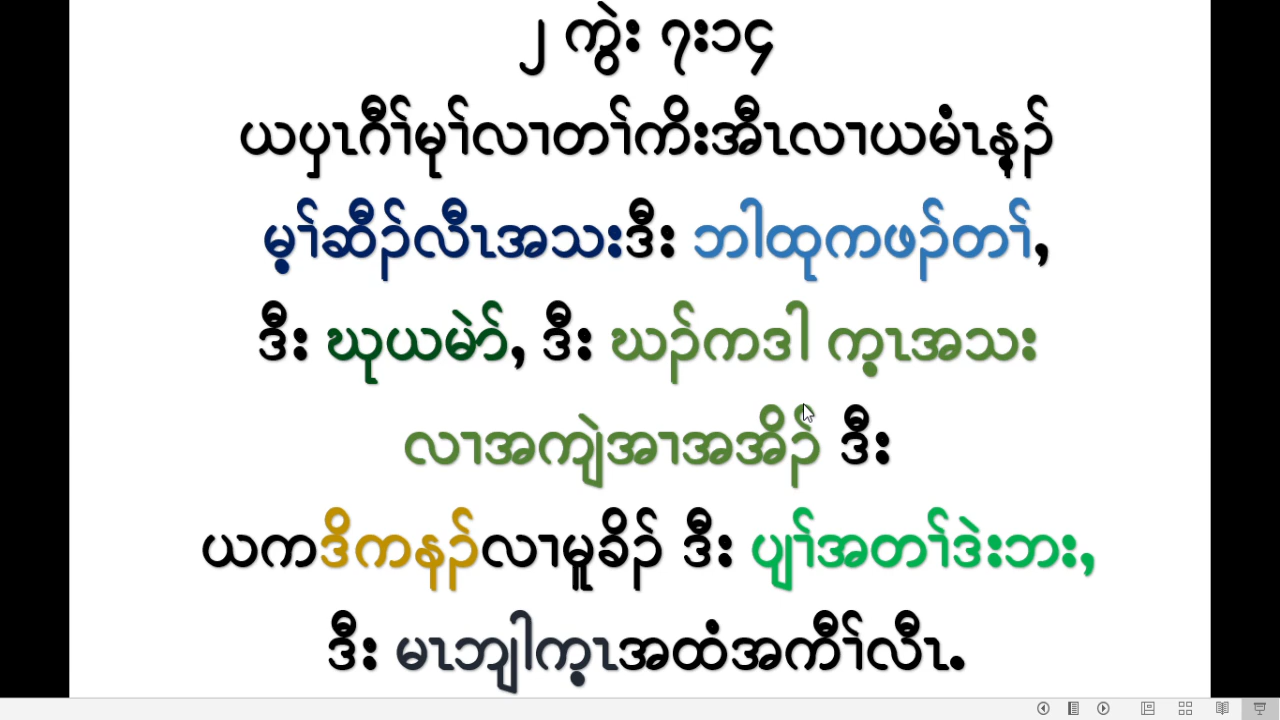 ၂ ကွဲး ၇း၁၄
ယပှၤဂီၢ်မုၢ်လၢတၢ်ကိးအီၤလၢယမံၤန့ၣ်
မ့ၢ်ဆီၣ်လီၤအသးဒီး ဘါထုကဖၣ်တၢ်,
ဒီး ဃုယမဲာ်, ဒီး ဃၣ်ကဒါ က့ၤအသး
လၢအကျဲအၢအအိၣ် ဒီး
ယကဒိကနၣ်လၢမူခိၣ် ဒီး ပျၢ်အတၢ်ဒဲးဘး,
ဒီး မၤဘျါက့ၤအထံအကီၢ်လီၤ.